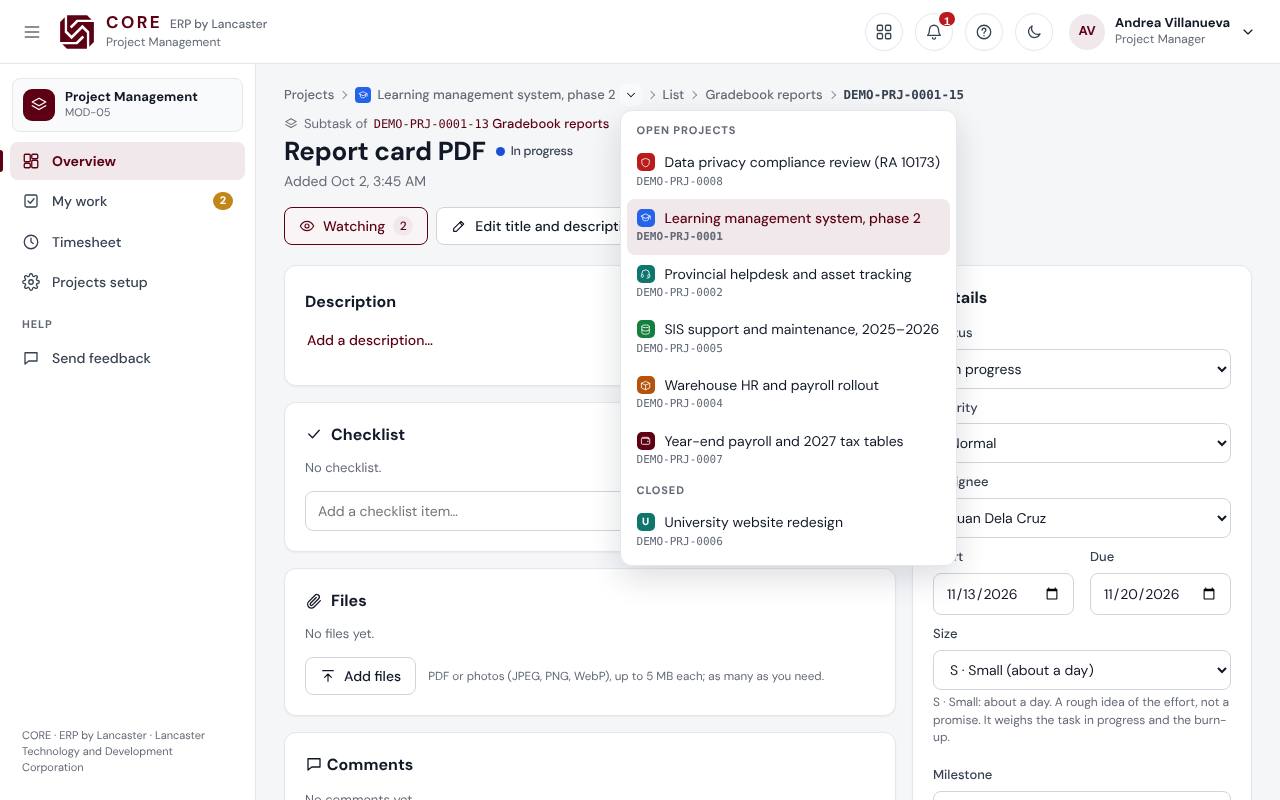 CORE ERP by Lancaster
Project Management
1
AV
Andrea Villanueva
Project Manager
Project Management
MOD-05
Overview
My work
2
Timesheet
Projects setup
HELP
Send feedback
CORE · ERP by Lancaster · Lancaster
Technology and Development
Corporation
Projects
Learning management system, phase 2
List
Gradebook reports
DEMO-PRJ-0001-15
Subtask of DEMO-PRJ-0001-13 Gradebook reports
Report card PDF
In progress
Added Oct 2, 3:45 AM
Watching 2
Edit title and descripti
OPEN PROJECTS
Data privacy compliance review (RA 10173)
DEMO-PRJ-0008
Learning management system, phase 2
DEMO-PRJ-0001
Provincial helpdesk and asset tracking
DEMO-PRJ-0002
SIS support and maintenance, 2025–2026
DEMO-PRJ-0005
Warehouse HR and payroll rollout
DEMO-PRJ-0004
Year-end payroll and 2027 tax tables
DEMO-PRJ-0007
CLOSED
U
University website redesign
DEMO-PRJ-0006
Description
Add a description…
Checklist
No checklist.
Add a checklist item…
Files
No files yet.
Add files
PDF or photos (JPEG, PNG, WebP), up to 5 MB each; as many as you need.
Comments
No comments yet
tails
tus
n progress
rity
Normal
ignee
uan Dela Cruz
rt
Due
11/13/2026
11/20/2026
Size
S · Small (about a day)
S · Small: about a day. A rough idea of the effort, not a
promise. It weighs the task in progress and the burn-
up.
Milestone